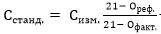 Сстанд. = Сизм. 21− Ореф. / 21− Офакт.